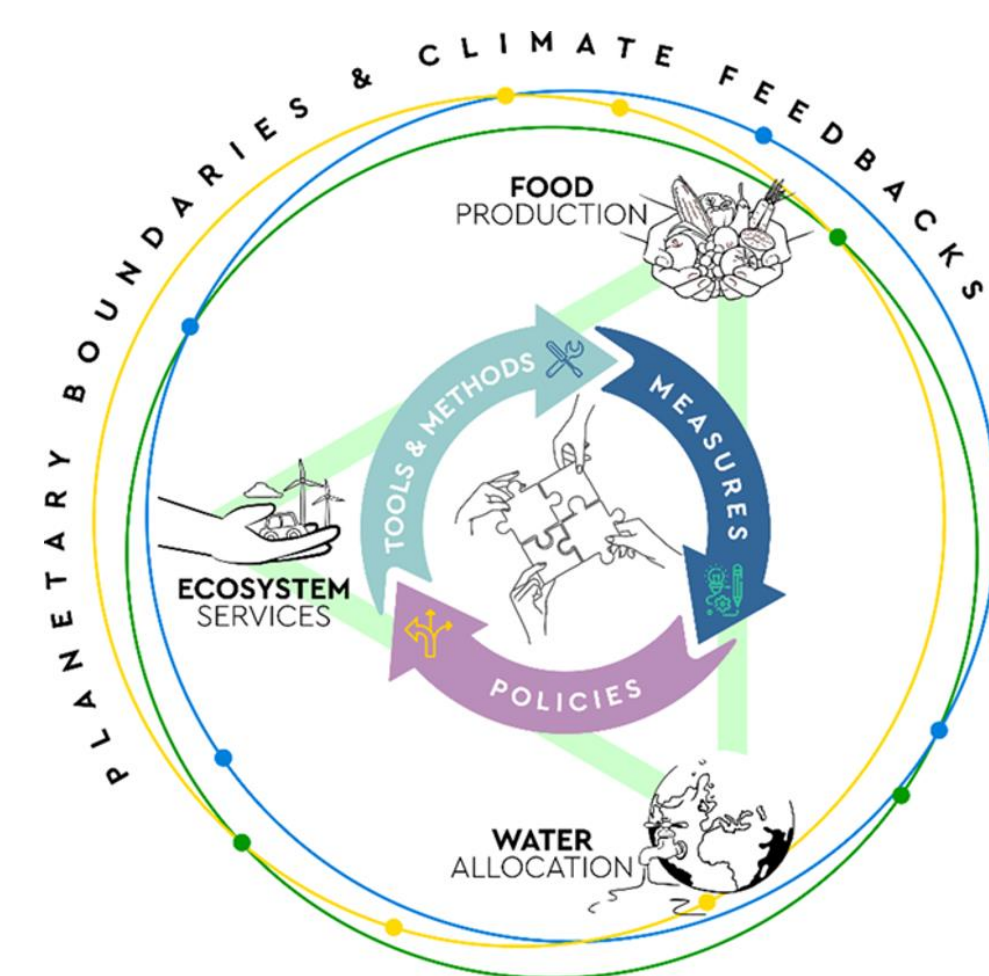 PLANETARY BOUNDARIES & CLIMATE FEEDBACKS
FOOD
PRODUCTION
TOOLS & METHODS
MEASURES
ECOSYSTEM
SERVICES
POLICIES
WATER
ALLOCATION